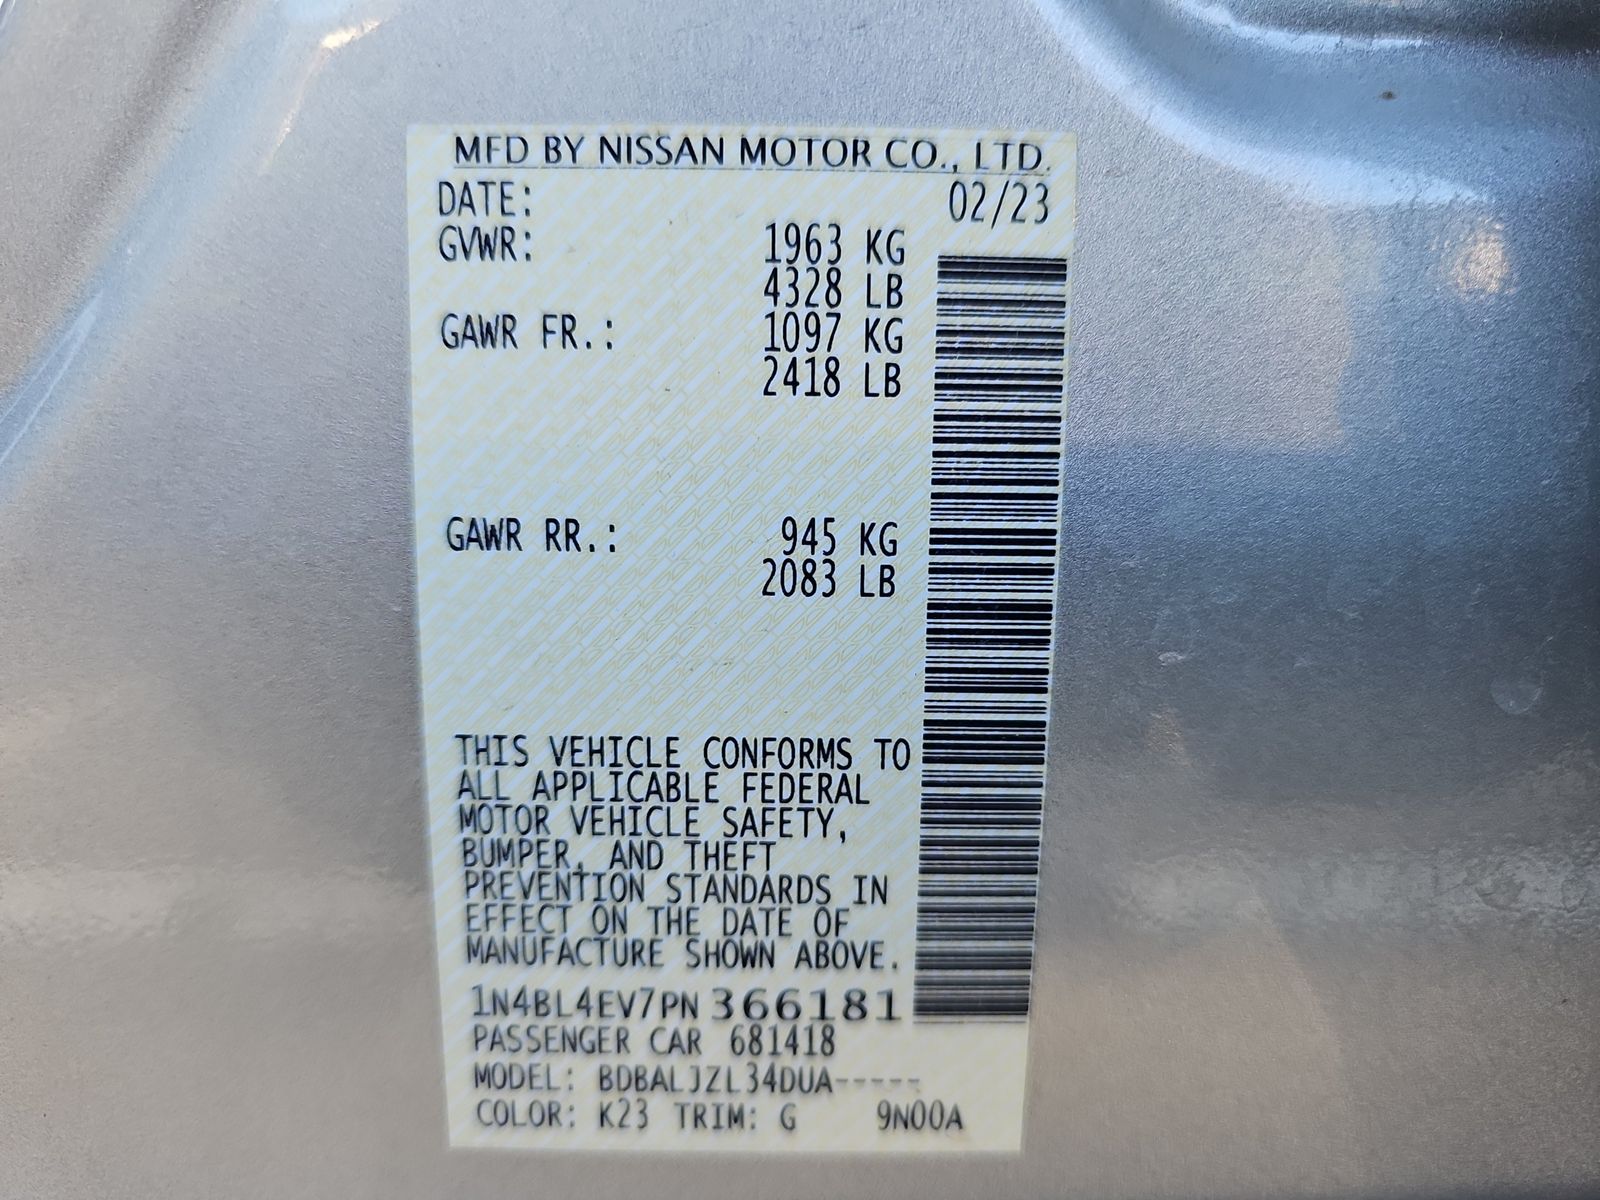 MFD BY NISSAN MOTOR CO., LTD.
DATE: 02/23
GVWR: 1963 KG
4328 LB
GAWR FR.: 1097 KG
2418 LB
GAWR RR.: 945 KG
2083 LB
THIS VEHICLE CONFORMS TO
ALL APPLICABLE FEDERAL
MOTOR VEHICLE SAFETY,
BUMPER, AND THEFT
PREVENTION STANDARDS IN
EFFECT ON THE DATE OF
MANUFACTURE SHOWN ABOVE.
1N4BL4EV7PN366181
PASSENGER CAR 681418
MODEL: BDBALJZL34DUA-----
COLOR: K23 TRIM: G 9N00A